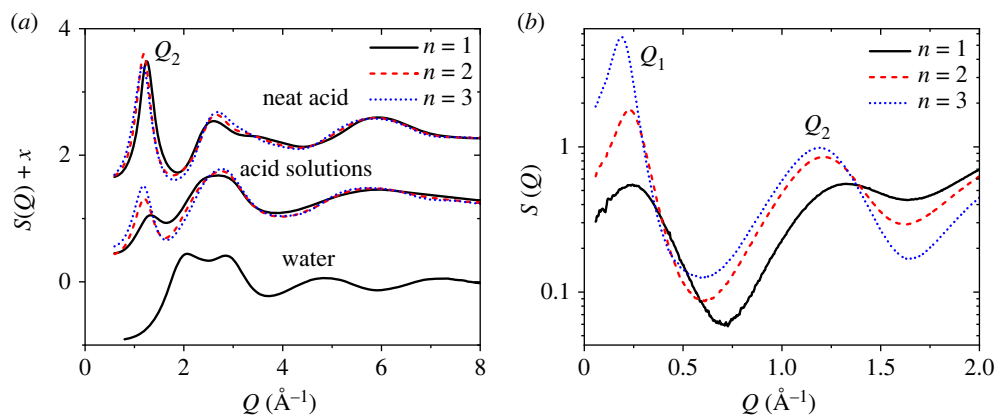 (a)
4
2
0
S(Q) + x
Q₂
n = 1
n = 2
n = 3
neat acid
acid solutions
water
0 2 4 6 8
Q (Å⁻¹)
(b)
1
0.1
S (Q)
Q₁
Q₂
n = 1
n = 2
n = 3
0 0.5 1.0 1.5 2.0
Q (Å⁻¹)